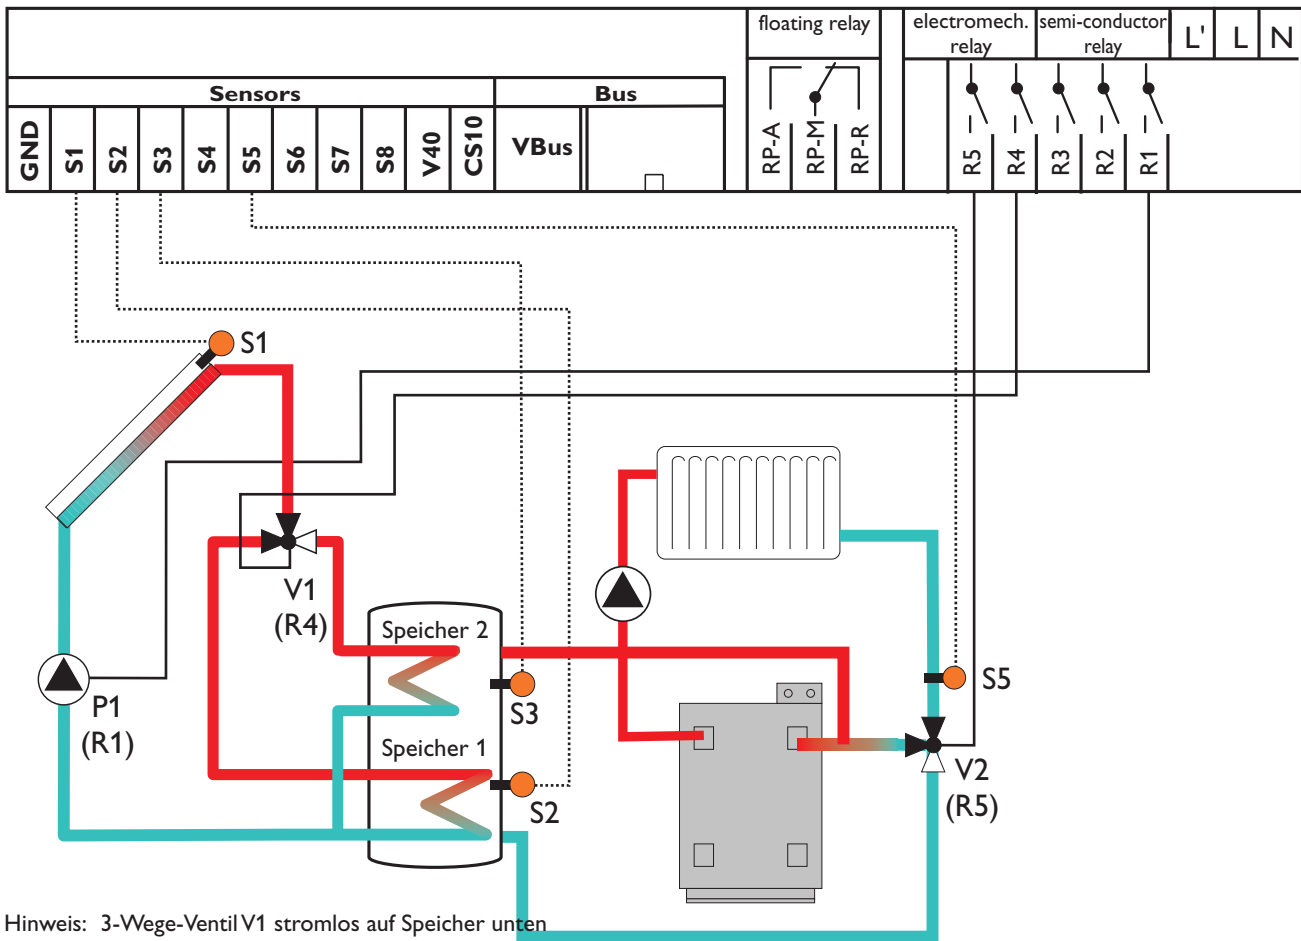 floating relay
electromech. relay
semi-conductor relay
L' L N
Sensors
Bus
GND S1 S2 S3 S4 S5 S6 S7 S8 V40 CS10
VBus
RP-A RP-M RP-R
R5 R4 R3 R2 R1
S1
V1
(R4)
Speicher 2
S3
S5
P1
(R1)
Speicher 1
S2
V2
(R5)
Hinweis: 3-Wege-Ventil V1 stromlos auf Speicher unten